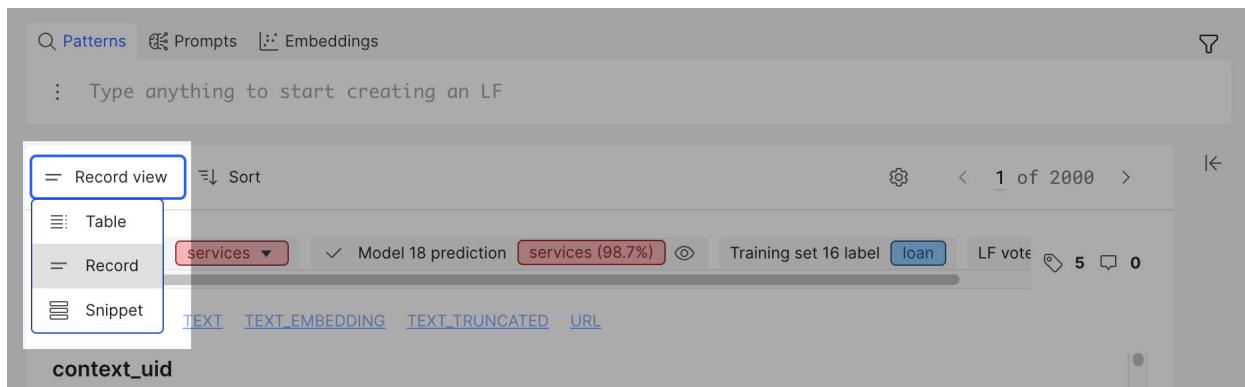 Patterns Prompts Embeddings
Type anything to start creating an LF
Record view Sort 1 of 2000
Table
services Model 18 prediction services (98.7%) Training set 16 label loan LF vote 5 0
Record
Snippet
TEXT TEXT_EMBEDDING TEXT_TRUNCATED URL
context_uid